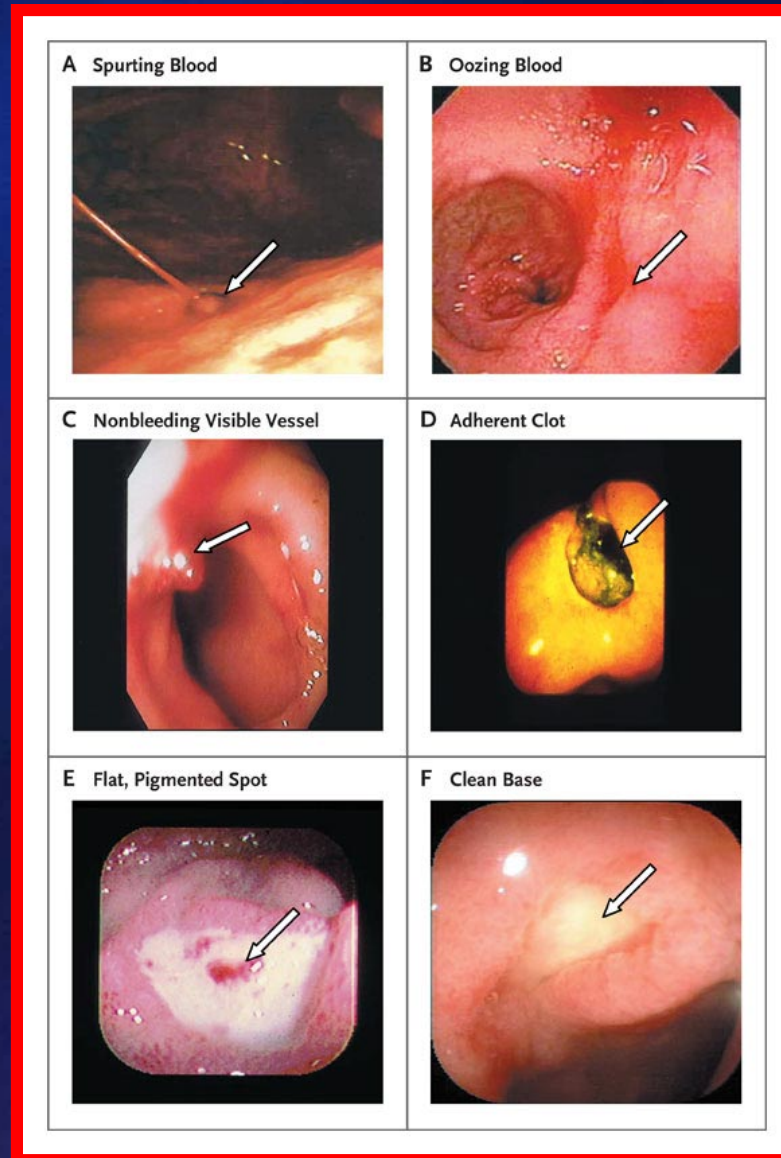 A Spurting Blood
B Oozing Blood
C Nonbleeding Visible Vessel
D Adherent Clot
E Flat, Pigmented Spot
F Clean Base